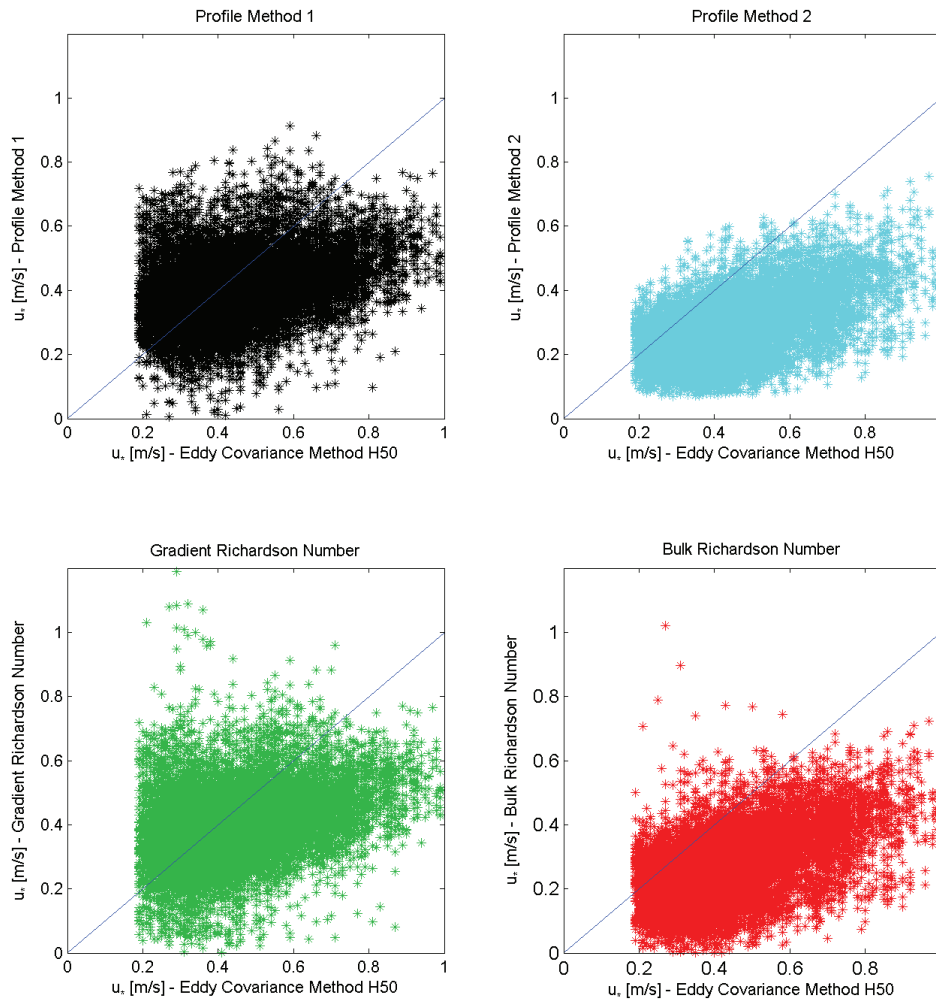 Profile Method 1
u* [m/s] - Profile Method 1
1
0.8
0.6
0.4
0.2
0
0 0.2 0.4 0.6 0.8 1
u* [m/s] - Eddy Covariance Method H50
Profile Method 2
u* [m/s] - Profile Method 2
1
0.8
0.6
0.4
0.2
0
0 0.2 0.4 0.6 0.8
u* [m/s] - Eddy Covariance Method H50
Gradient Richardson Number
u* [m/s] - Gradient Richardson Number
1
0.8
0.6
0.4
0.2
0
0 0.2 0.4 0.6 0.8 1
u* [m/s] - Eddy Covariance Method H50
Bulk Richardson Number
u* [m/s] - Bulk Richardson Number
1
0.8
0.6
0.4
0.2
0
0 0.2 0.4 0.6 0.8
u* [m/s] - Eddy Covariance Method H50